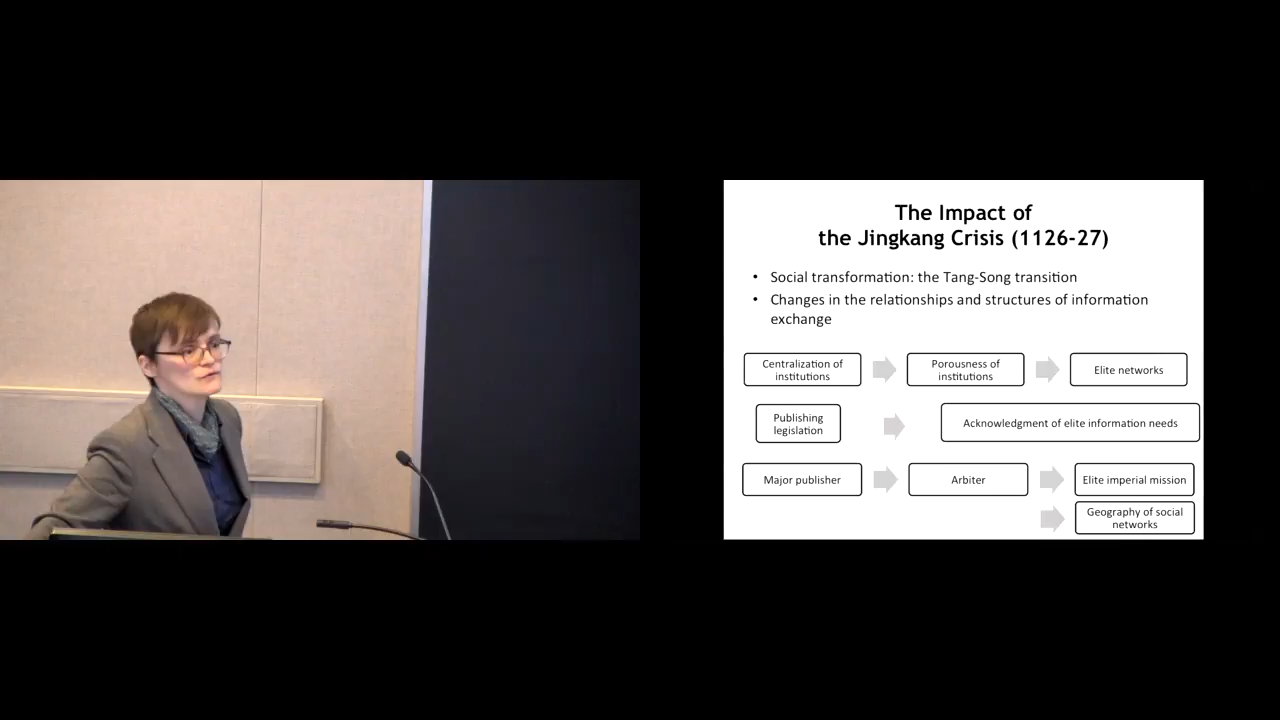 The Impact of
the Jingkang Crisis (1126-27)
• Social transformation: the Tang-Song transition
• Changes in the relationships and structures of information
exchange
Centralization of
institutions
Porousness of
institutions
Elite networks
Publishing
legislation
Acknowledgment of elite information needs
Major publisher
Arbiter
Elite imperial mission
Geography of social
networks